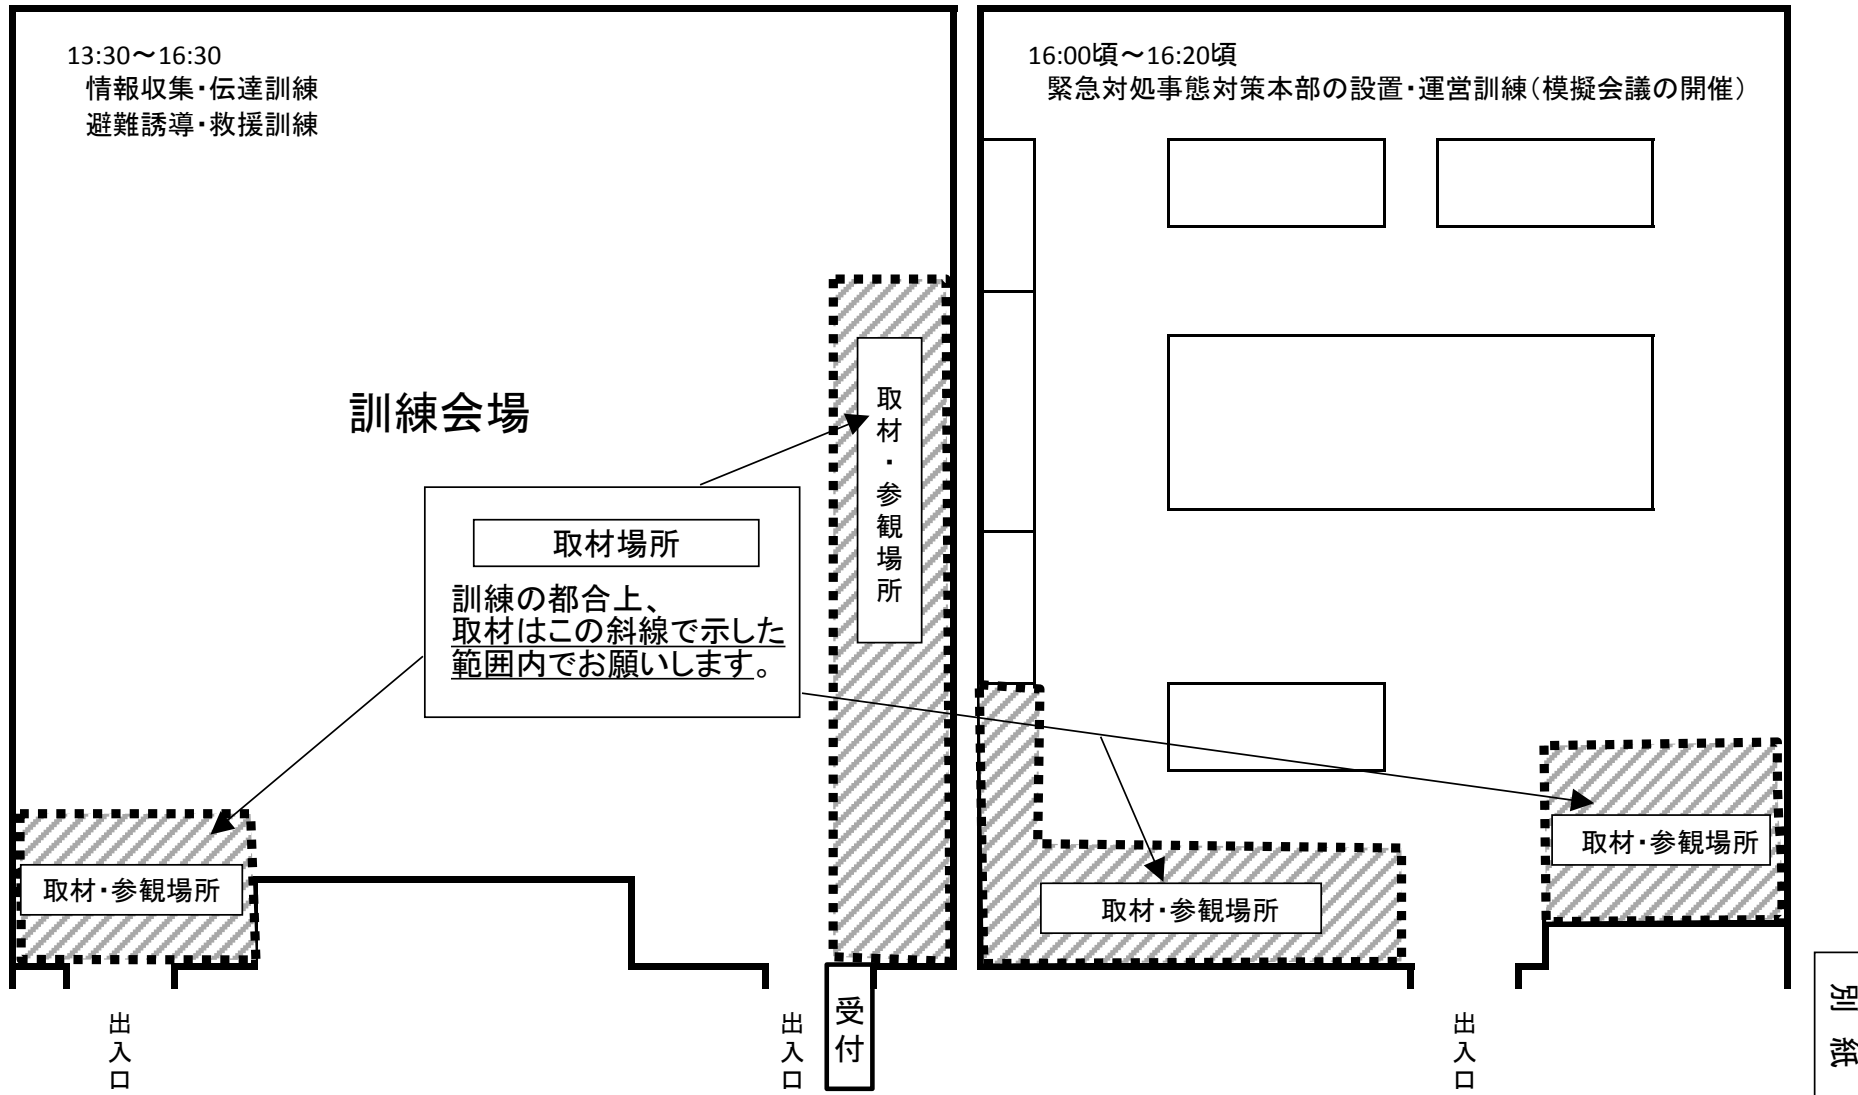 13:30～16:30
情報収集・伝達訓練
避難誘導・救援訓練
訓練会場
取材場所
訓練の都合上、
取材はこの斜線で示した
範囲内でお願いします。
取材・参観場所
取材・参観場所
出入口
出入口
受付
16:00頃～16:20頃
緊急対処事態対策本部の設置・運営訓練（模擬会議の開催）
取材・参観場所
取材・参観場所
出入口
別紙